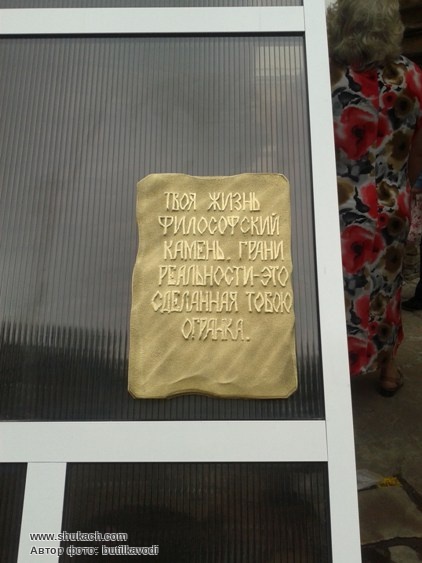 ТВОЯ ЖИЗНЬ
ФИЛОСОФСКИЙ
КАМЕНЬ. ГРАНИ
РЕАЛЬНОСТИ-ЭТО
СДЕЛАННАЯ ТОБОЮ
ОГРАНКА.
www.shukach.com
Автор фото: butilkavodi